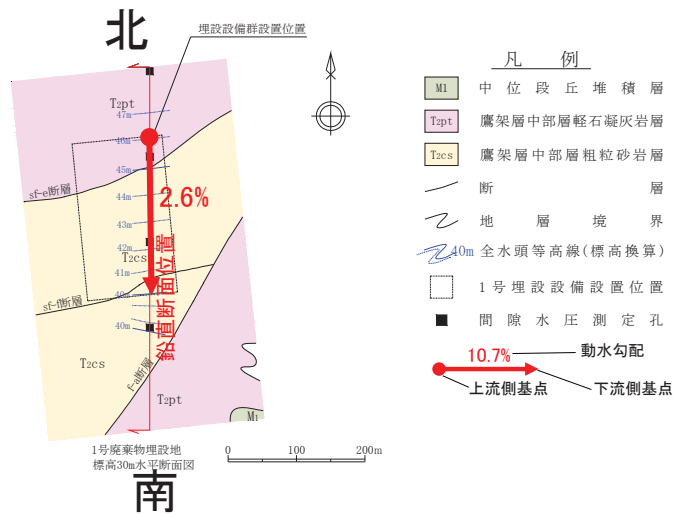 北
埋設設備群設置位置
T2pt
47m
46m
45m
sf-e断層
44m
2.6%
43m
42m
T2cs
41m
40m
sf-f断層
40m
鉛直断面位置
T2cs
f-a断層
T2pt
M1
1号廃棄物埋設地
標高30m水平断面図
0 100 200m
南
凡 例
M1 中位段丘堆積層
T2pt 鷹架層中部層軽石凝灰岩層
T2cs 鷹架層中部層粗粒砂岩層
断層
地層境界
40m 全水頭等高線(標高換算)
1号埋設設備設置位置
間隙水圧測定孔
10.7% 動水勾配
上流側基点 下流側基点